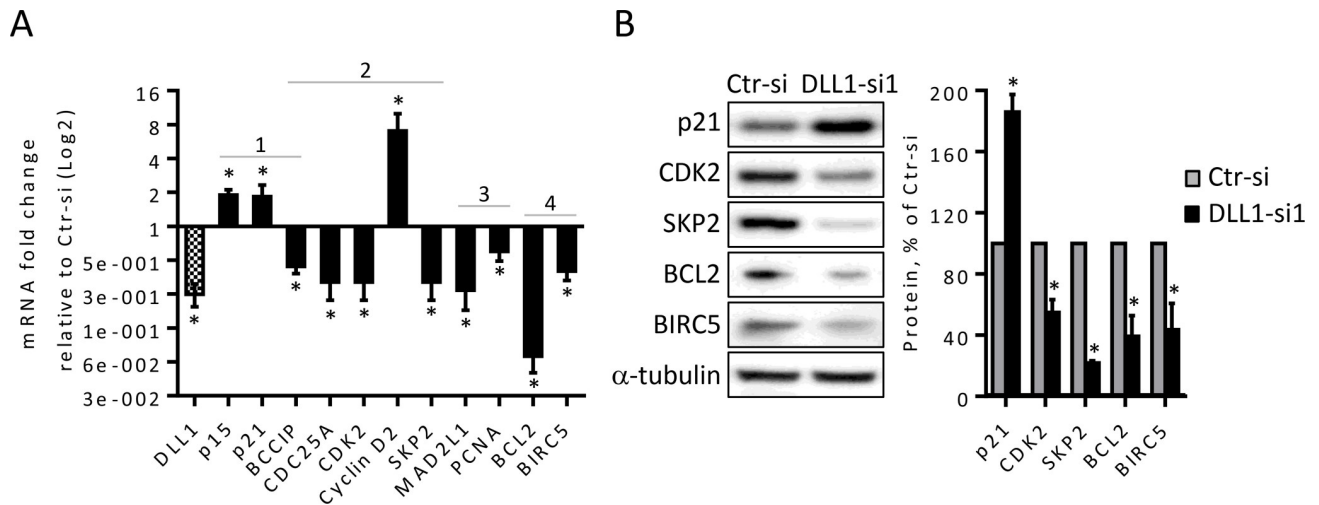 A
mRNA fold change
relative to Ctr-si (Log2)
16
8
4
2
1
5e-001
3e-001
1e-001
6e-002
3e-002
1
2
3
4
*
*
*
*
*
*
*
*
*
*
*
*
DLL1
p15
p21
BCCIP
CDC25A
CDK2
Cyclin D2
SKP2
MAD2L1
PCNA
BCL2
BIRC5
B
Ctr-si DLL1-si1
p21
CDK2
SKP2
BCL2
BIRC5
α-tubulin
Protein, % of Ctr-si
200
160
120
80
40
0
*
*
*
*
*
p21
CDK2
SKP2
BCL2
BIRC5
Ctr-si
DLL1-si1